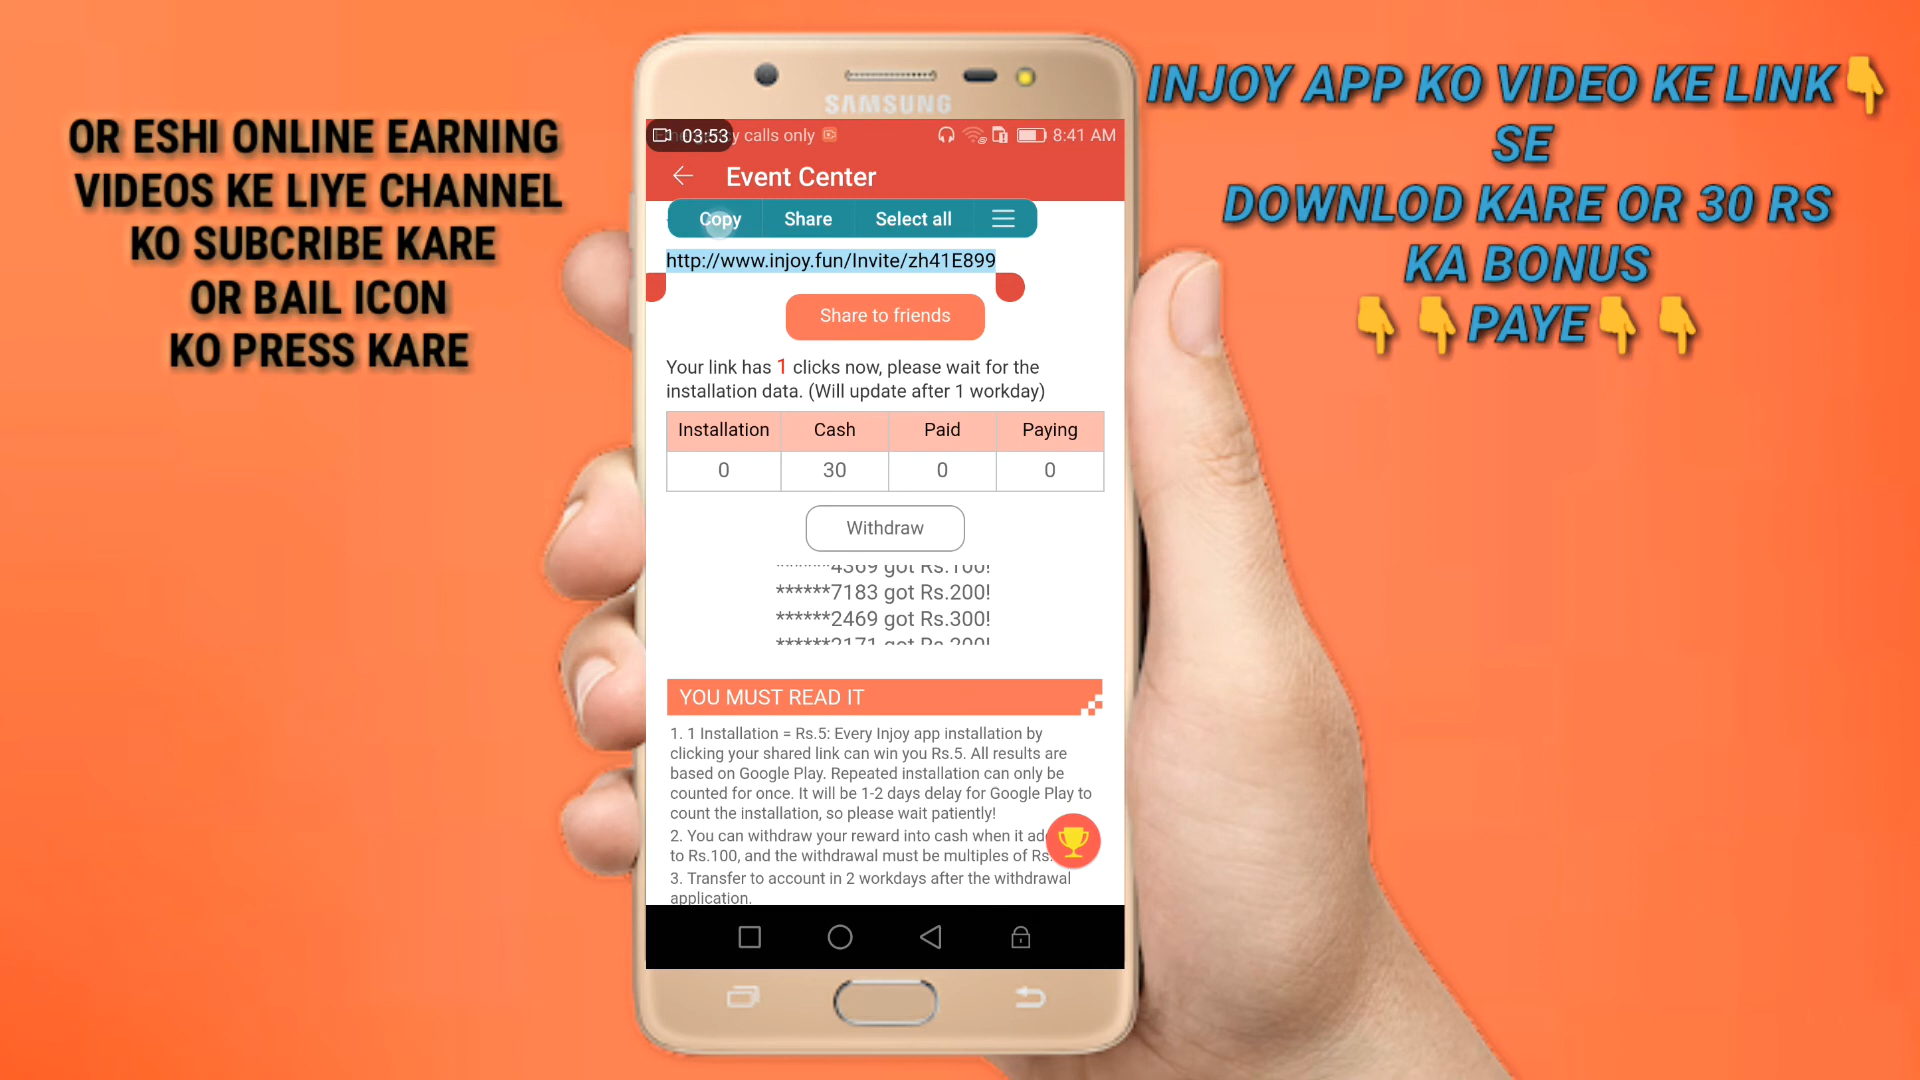 OR ESHI ONLINE EARNING
VIDEOS KE LIYE CHANNEL
KO SUBCRIBE KARE
OR BAIL ICON
KO PRESS KARE
SAMSUNG
03:53
y calls only
8:41 AM
Event Center
Copy
Share
Select all
http://www.injoy.fun/Invite/zh41E899
Share to friends
Your link has 1 clicks now, please wait for the
installation data. (Will update after 1 workday)
Installation Cash Paid Paying
0 30 0 0
Withdraw
******4369 got Rs.100!
******7183 got Rs.200!
******2469 got Rs.300!
******2171 got Rs.200!
YOU MUST READ IT
1. 1 Installation = Rs.5: Every Injoy app installation by
clicking your shared link can win you Rs.5. All results are
based on Google Play. Repeated installation can only be
counted for once. It will be 1-2 days delay for Google Play to
count the installation, so please wait patiently!
2. You can withdraw your reward into cash when it
to Rs.100, and the withdrawal must be multiples of Rs.
3. Transfer to account in 2 workdays after the withdrawal
application.
INJOY APP KO VIDEO KE LINK👇
SE
DOWNLOD KARE OR 30 RS
KA BONUS
👇👇PAYE👇👇